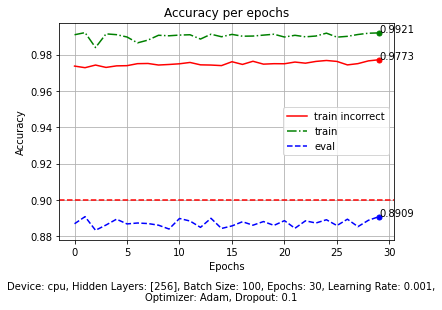 Accuracy per epochs
0.9921
0.9773
0.98
0.96
0.94
0.92
0.90
0.88
Accuracy
train incorrect
train
eval
0.8909
0 5 10 15 20 25 30
Epochs
Device: cpu, Hidden Layers: [256], Batch Size: 100, Epochs: 30, Learning Rate: 0.001,
Optimizer: Adam, Dropout: 0.1